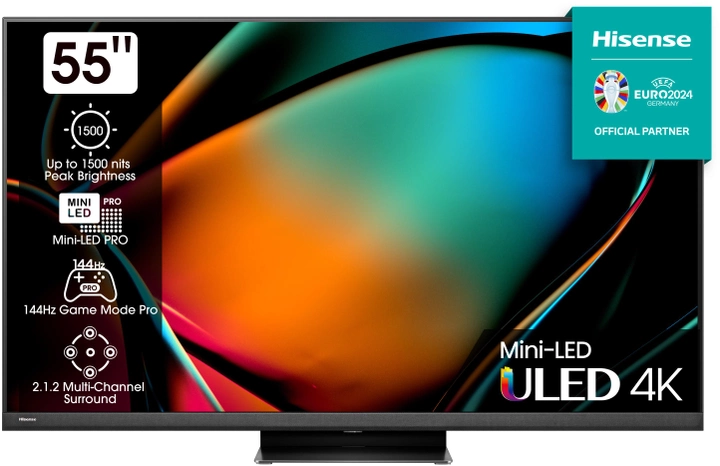 55"
Hisense
UEFA
EURO2024
GERMANY
OFFICIAL PARTNER
1500
Up to 1500 nits
Peak Brightness
MINI
LED
PRO
Mini-LED PRO
144Hz
PRO
144Hz Game Mode Pro
2.1.2 Multi-Channel
Surround
Mini-LED
ULED 4K
Hisense